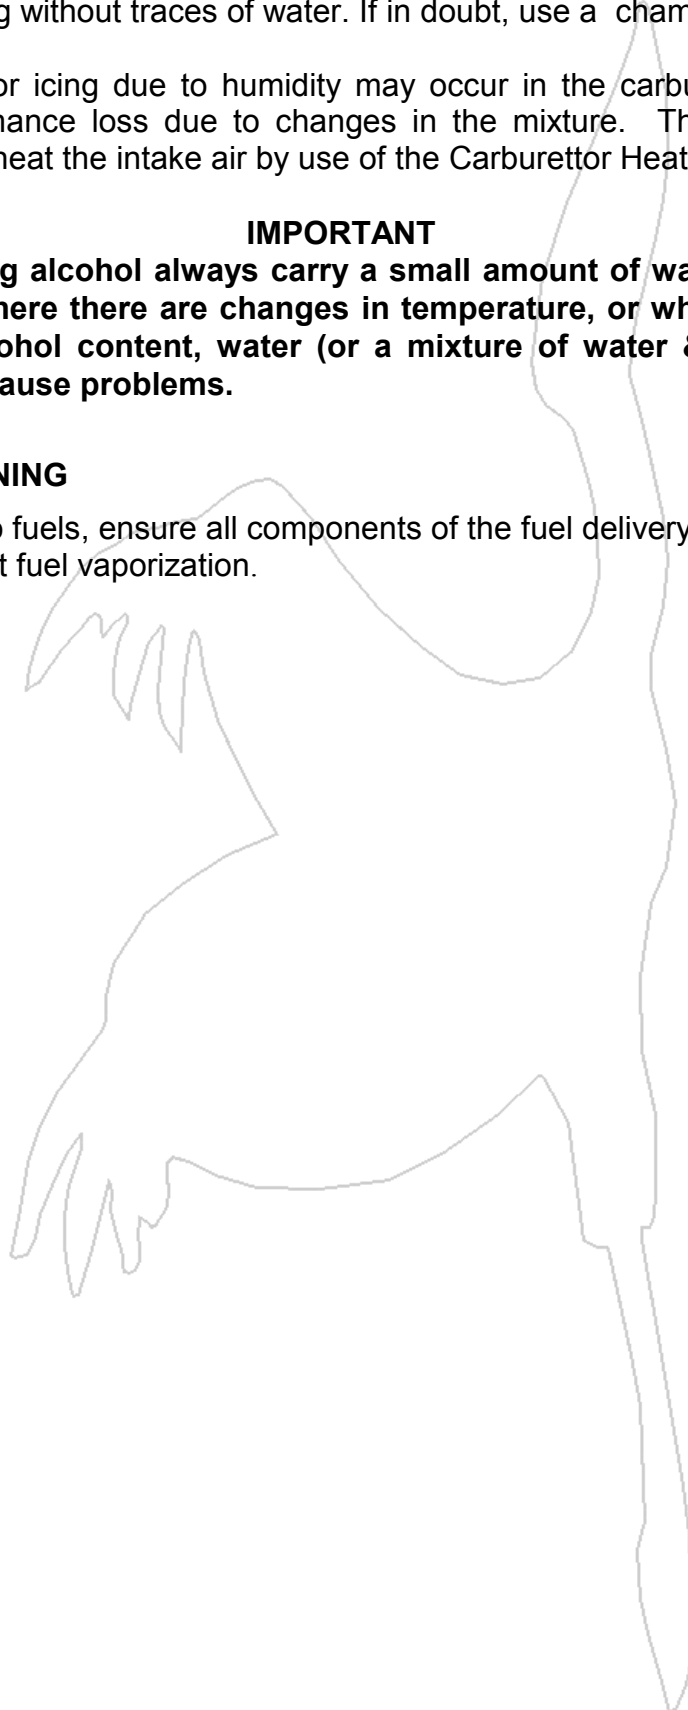 g without traces of water. If in doubt, use a cham
or icing due to humidity may occur in the carbu
nance loss due to changes in the mixture. Th
heat the intake air by use of the Carburettor Heat
IMPORTANT
g alcohol always carry a small amount of wa
here there are changes in temperature, or wh
ohol content, water (or a mixture of water &
ause problems.
NING
o fuels, ensure all components of the fuel delivery
t fuel vaporization.